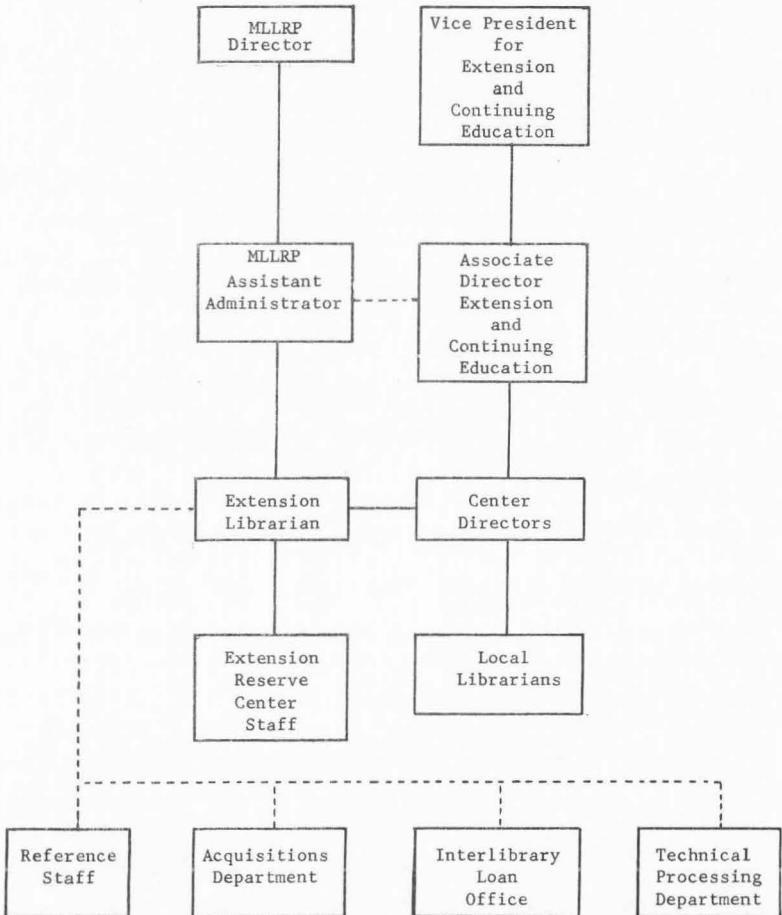 MLLRP
Director
Vice President
for
Extension
and
Continuing
Education
MLLRP
Assistant
Administrator
Associate
Director
Extension
and
Continuing
Education
Extension
Librarian
Center
Directors
Extension
Reserve
Center
Staff
Local
Librarians
Reference
Staff
Acquisitions
Department
Interlibrary
Loan
Office
Technical
Processing
Department